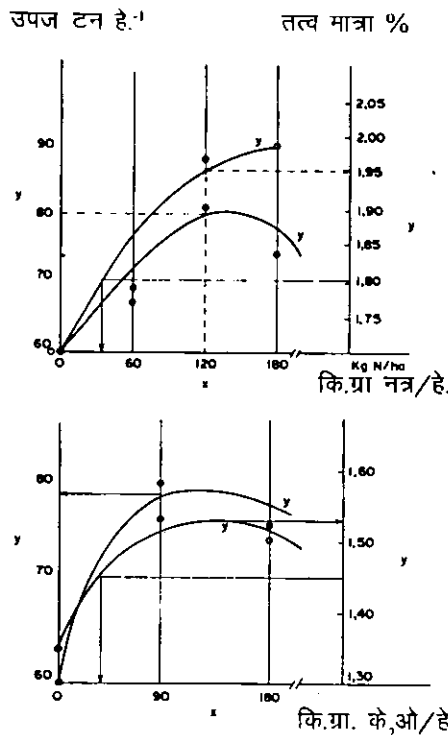 उपज टन हे.-¹ तत्व मात्रा %
2,05
90 y y 2,00
1,95
y 80 1,90 y
y 1,85
70
1,80
1,75
60
0 60 120 180 Kg N/ha
x कि.ग्रा नत्र/हे.
80 1,60
y
y 1,50 y
70
1,40
60 1,30
0 90 180
x कि.ग्रा. के,ओ/हे